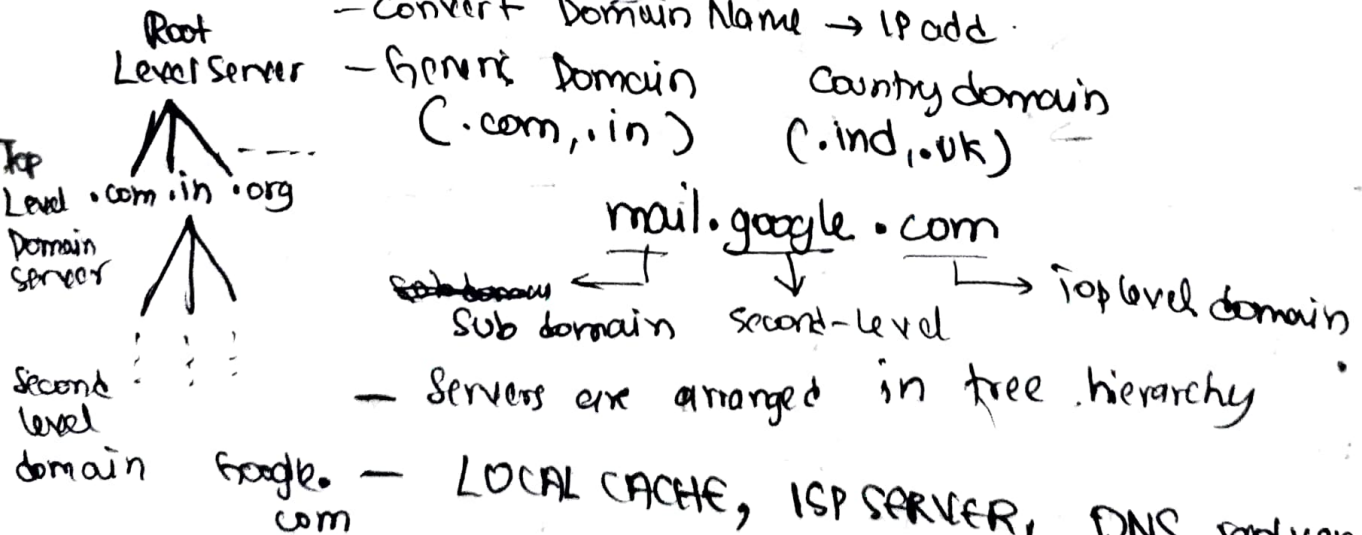 - Convert Domain Name → IP add.
Root
Level Server
- Generic Domain
(.com, .in)
Country domain
(.ind, .uk)
Top
Level
Domain
server
.com .in .org
mail.google.com
Sub domain
second-level
Top level domain
Second
level
domain
Google.
com
- Servers are arranged in tree hierarchy
- LOCAL CACHE, ISP SERVER, DNS